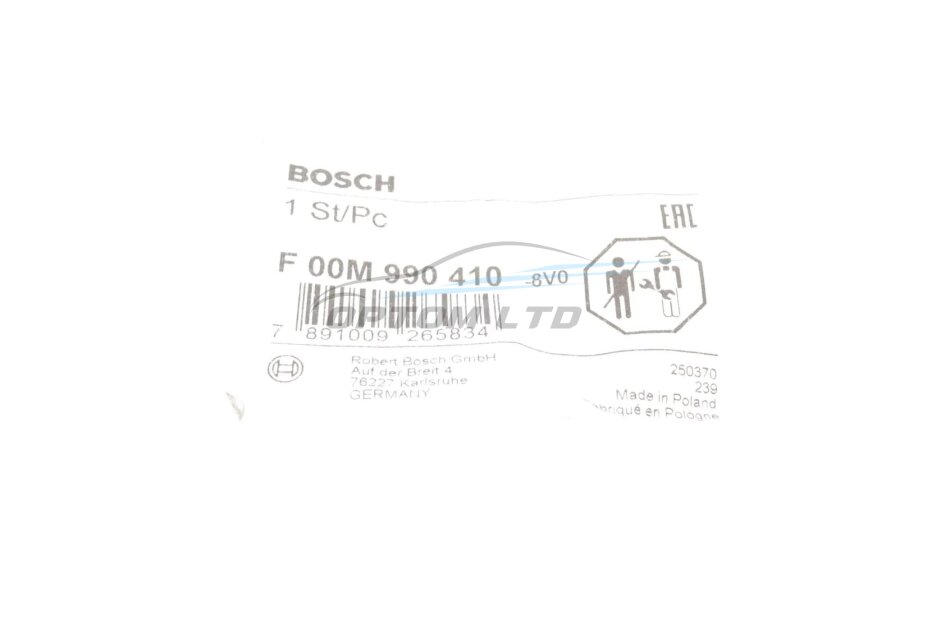 BOSCH
1 St/Pc
EAC
F 00M 990 410 -8V0
OPTOM LTD
7 891009 265834
Robert Bosch GmbH
Auf der Breit 4
76227 Karlsruhe
GERMANY
250370
239
Made in Poland
en Pologne